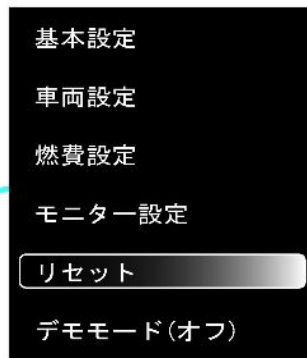 基本設定
車両設定
燃費設定
モニター設定
リセット
デモモード(オフ)